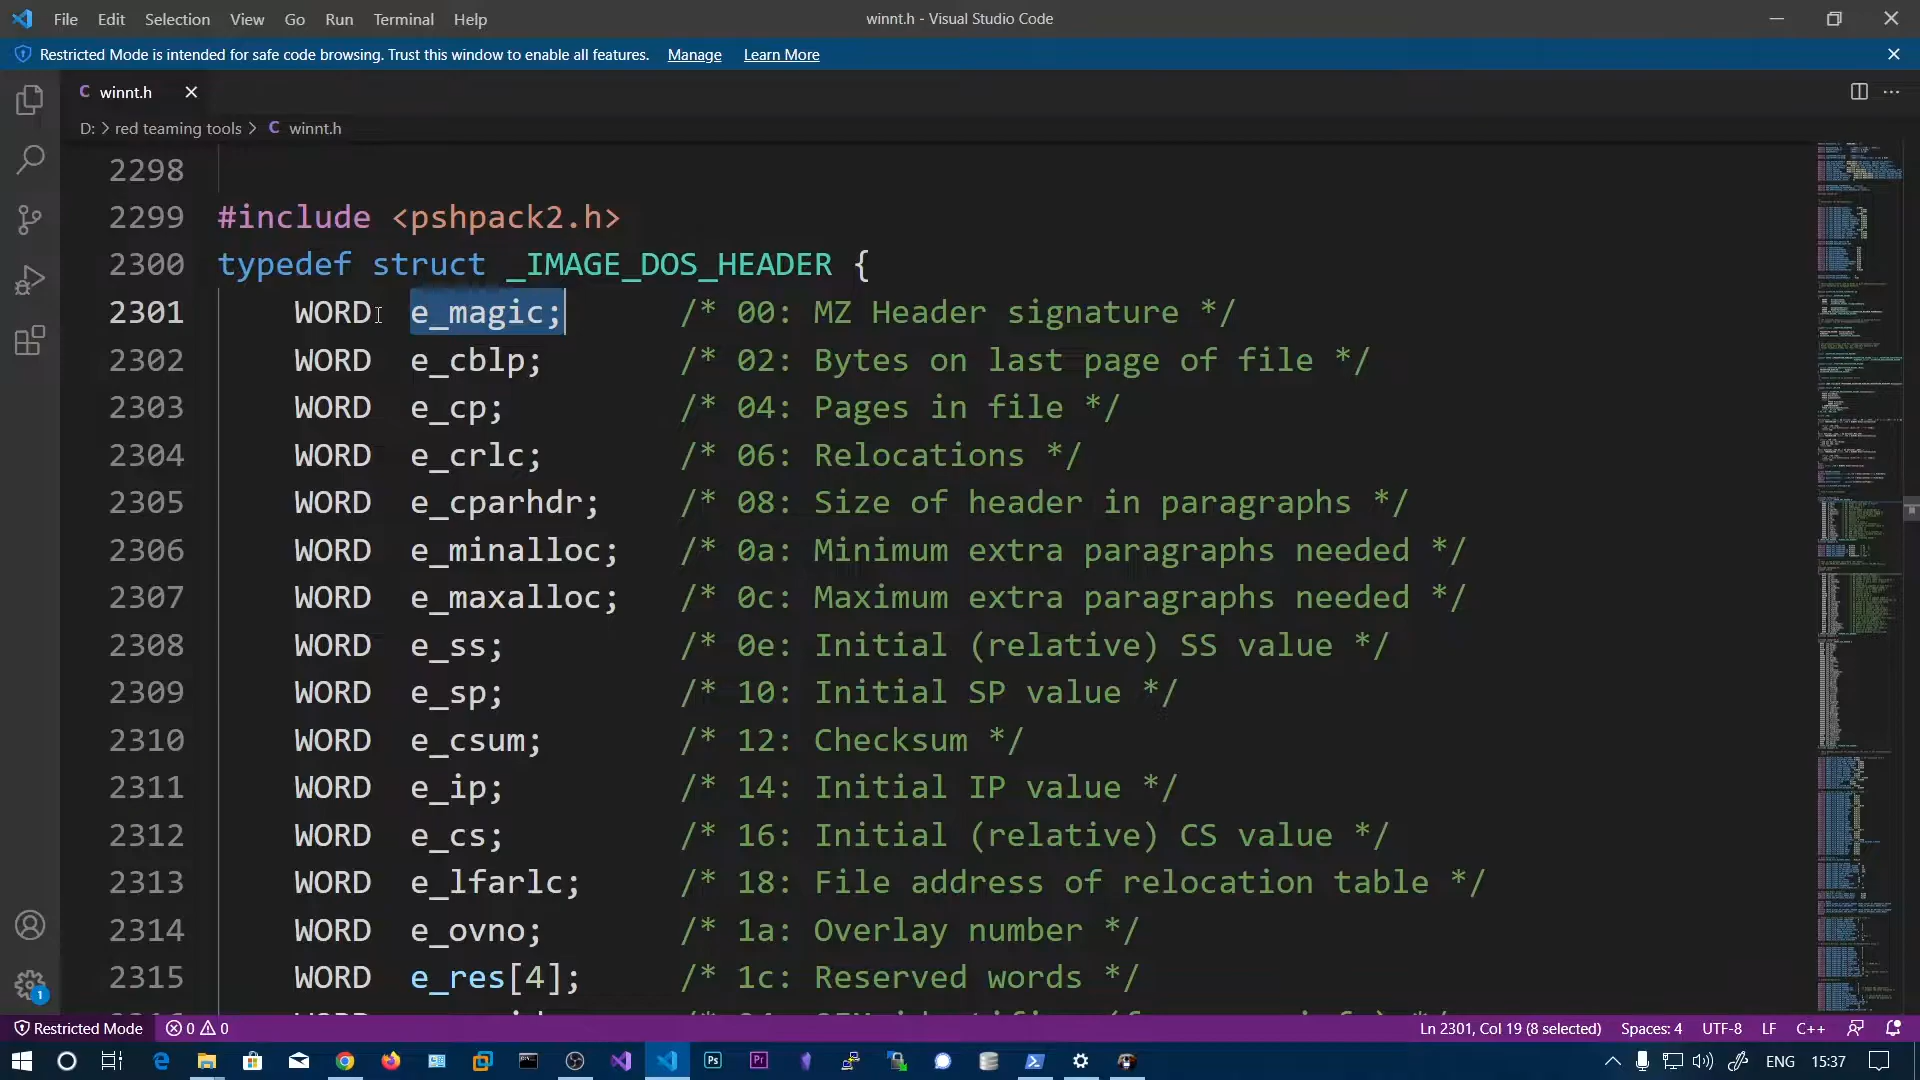 File Edit Selection View Go Run Terminal Help
winnt.h - Visual Studio Code
Restricted Mode is intended for safe code browsing. Trust this window to enable all features. Manage Learn More
C winnt.h
D: > red teaming tools > C winnt.h
2298
2299 #include <pshpack2.h>
2300 typedef struct _IMAGE_DOS_HEADER {
2301 WORD e_magic; /* 00: MZ Header signature */
2302 WORD e_cblp; /* 02: Bytes on last page of file */
2303 WORD e_cp; /* 04: Pages in file */
2304 WORD e_crlc; /* 06: Relocations */
2305 WORD e_cparhdr; /* 08: Size of header in paragraphs */
2306 WORD e_minalloc; /* 0a: Minimum extra paragraphs needed */
2307 WORD e_maxalloc; /* 0c: Maximum extra paragraphs needed */
2308 WORD e_ss; /* 0e: Initial (relative) SS value */
2309 WORD e_sp; /* 10: Initial SP value */
2310 WORD e_csum; /* 12: Checksum */
2311 WORD e_ip; /* 14: Initial IP value */
2312 WORD e_cs; /* 16: Initial (relative) CS value */
2313 WORD e_lfarlc; /* 18: File address of relocation table */
2314 WORD e_ovno; /* 1a: Overlay number */
2315 WORD e_res[4]; /* 1c: Reserved words */
1
Restricted Mode 0 0 Ln 2301, Col 19 (8 selected) Spaces: 4 UTF-8 LF C++
Ps Pr ENG 15:37